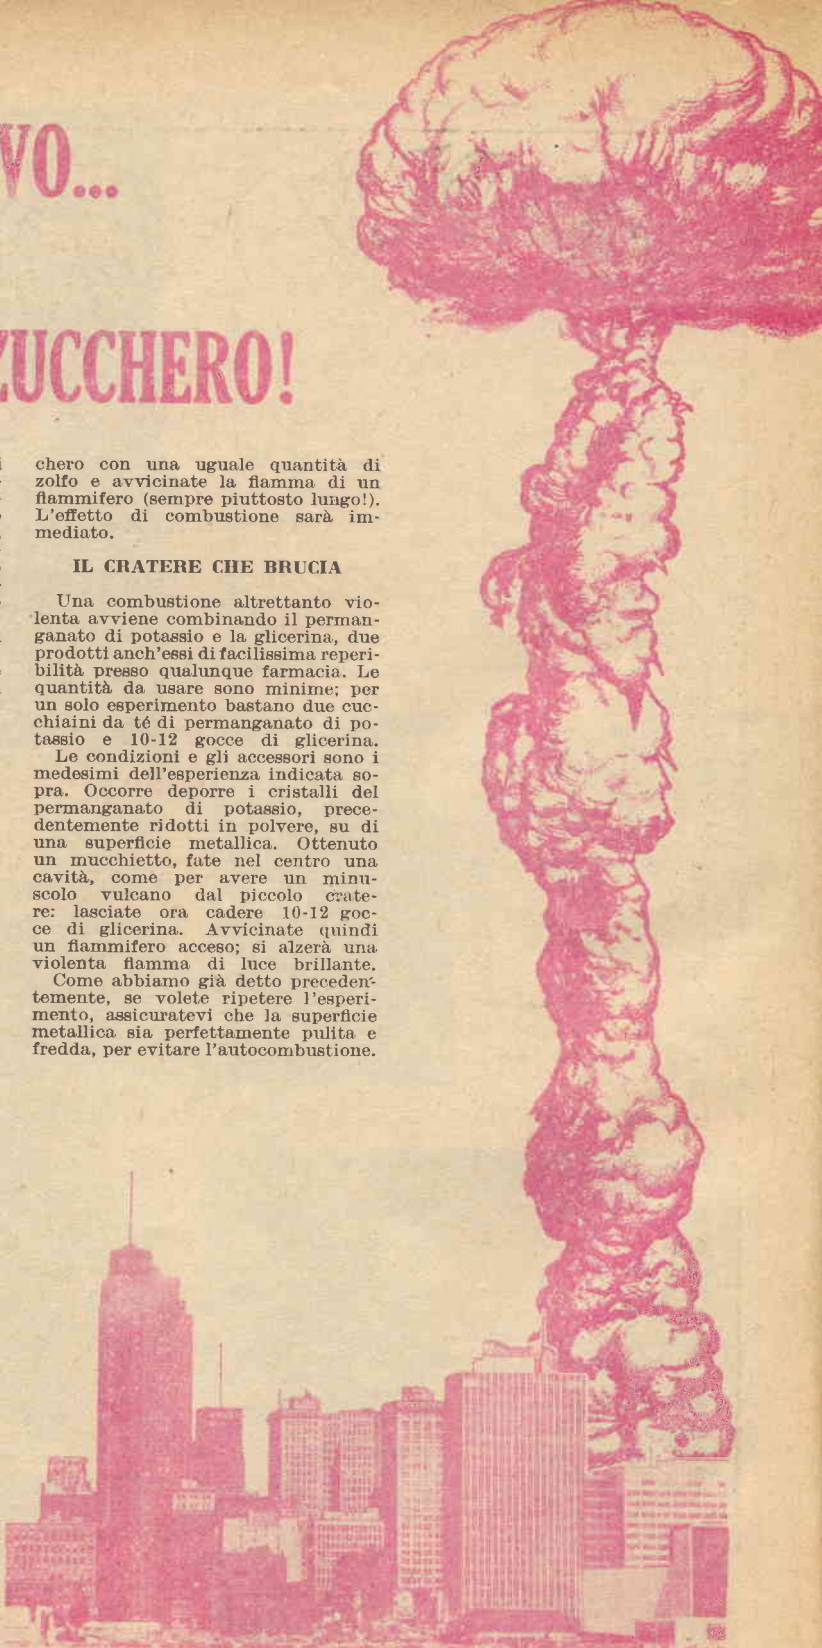 VO...
ZUCCHERO!
chero con una uguale quantità di
zolfo e avvicinate la fiamma di un
fiammifero (sempre piuttosto lungo!).
L'effetto di combustione sarà im-
mediato.
IL CRATERE CHE BRUCIA
Una combustione altrettanto vio-
lenta avviene combinando il perman-
ganato di potassio e la glicerina, due
prodotti anch'essi di facilissima reperi-
bilità presso qualunque farmacia. Le
quantità da usare sono minime; per
un solo esperimento bastano due cuc-
chiaini da té di permanganato di po-
tassio e 10-12 gocce di glicerina.
Le condizioni e gli accessori sono i
medesimi dell'esperienza indicata so-
pra. Occorre deporre i cristalli del
permanganato di potassio, prece-
dentemente ridotti in polvere, su di
una superficie metallica. Ottenuto
un mucchietto, fate nel centro una
cavità, come per avere un minu-
scolo vulcano dal piccolo crate-
re: lasciate ora cadere 10-12 goc-
ce di glicerina. Avvicinate quindi
un fiammifero acceso; si alzerà una
violenta fiamma di luce brillante.
Come abbiamo già detto preceden-
temente, se volete ripetere l'esperi-
mento, assicuratevi che la superficie
metallica sia perfettamente pulita e
fredda, per evitare l'autocombustione.